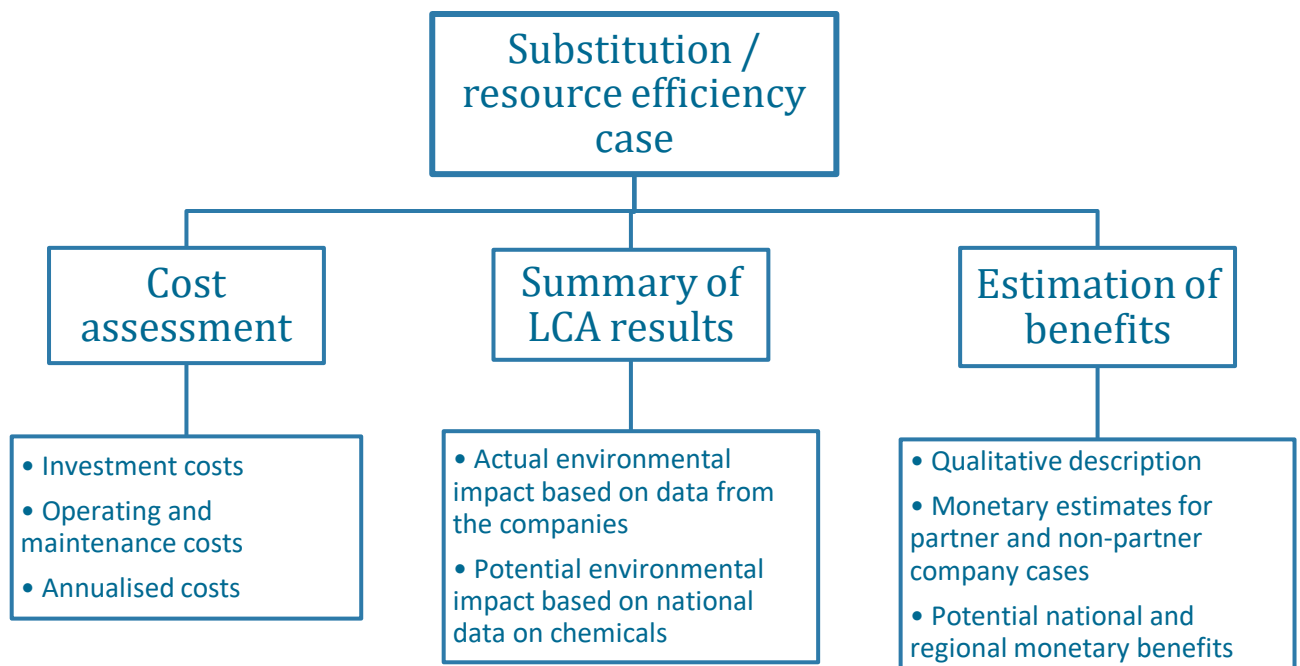 Substitution /
resource efficiency
case
Cost
assessment
Summary of
LCA results
Estimation of
benefits
• Investment costs
• Operating and
maintenance costs
• Annualised costs
• Actual environmental
impact based on data from
the companies
• Potential environmental
impact based on national
data on chemicals
• Qualitative description
• Monetary estimates for
partner and non-partner
company cases
• Potential national and
regional monetary benefits